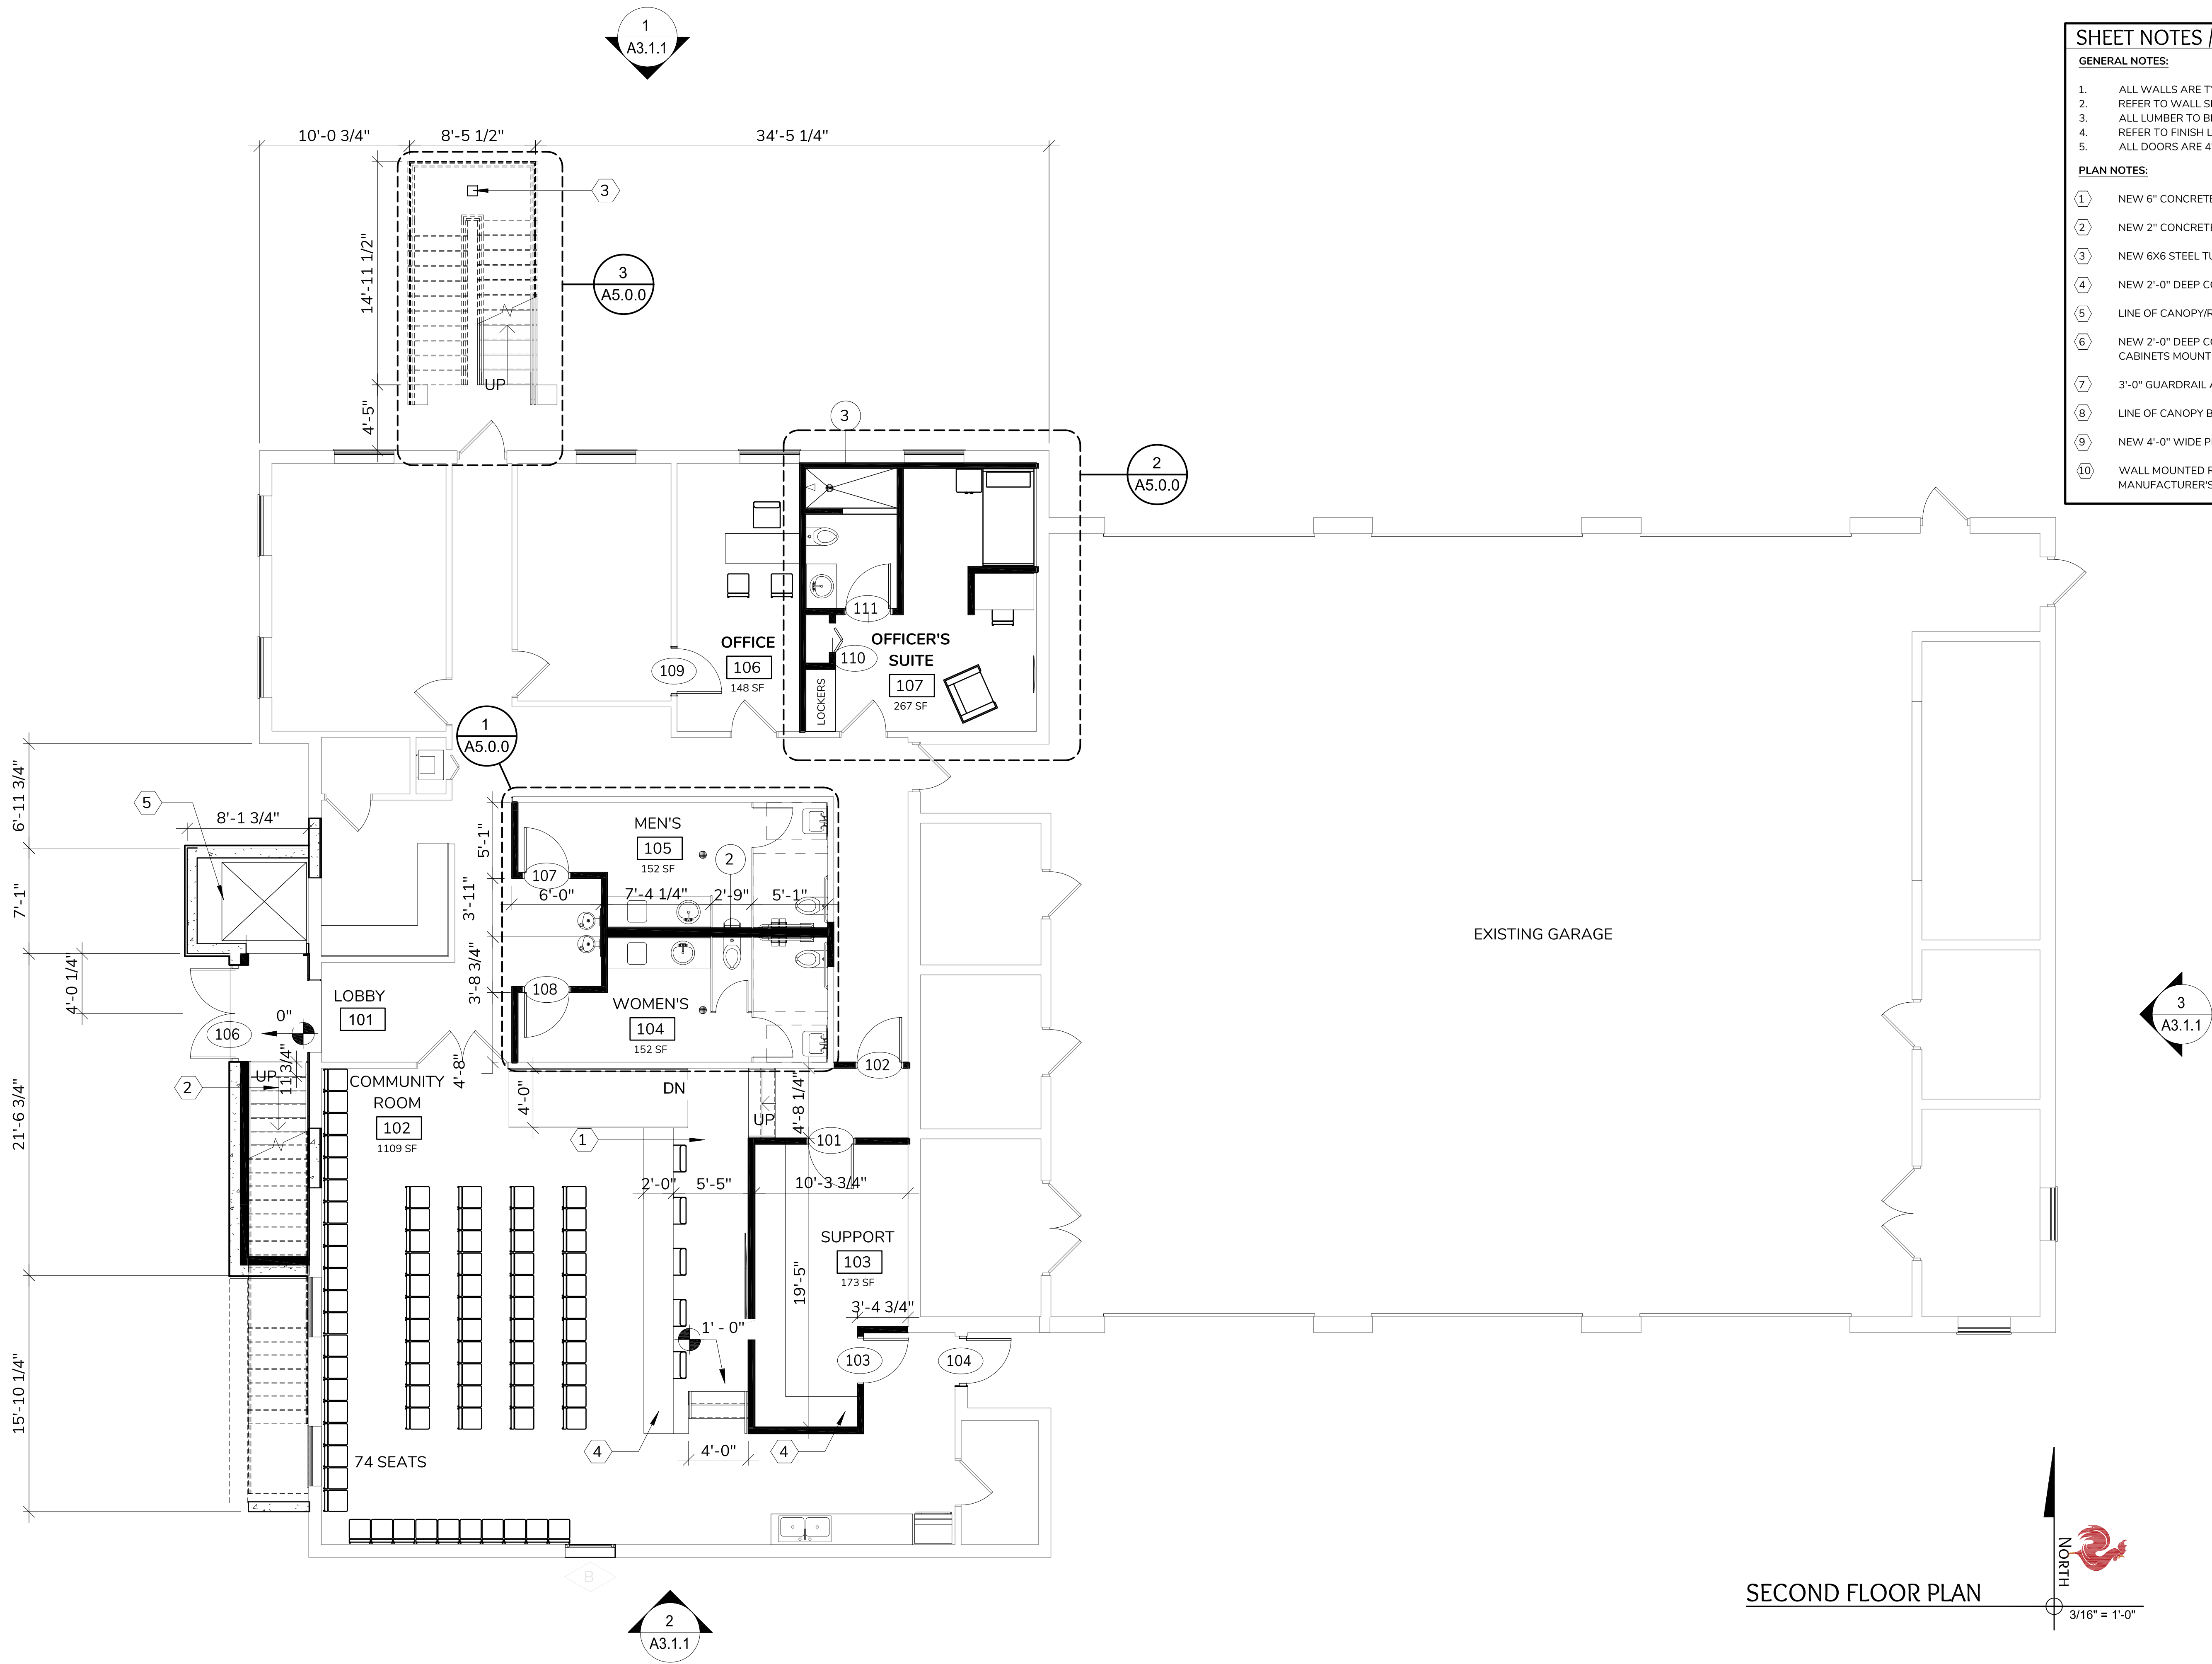 1
A3.1.1
SHEET NOTES
GENERAL NOTES:
1. ALL WALLS ARE
2. REFER TO WALL
3. ALL LUMBER TO
4. REFER TO FINISH
5. ALL DOORS ARE
PLAN NOTES:
1 NEW 6" CONCRETE
2 NEW 2" CONCRETE
3 NEW 6X6 STEEL
4 NEW 2'-0" DEEP
5 LINE OF
6 NEW 2'-0" DEEP
CABINETS
7 3'-0" GUARDRAIL
8 LINE OF CANOPY
9 NEW 4'-0" WIDE
10 WALL MOUNTED
MANUFACTURER'S
10'-0 3/4"
8'-5 1/2"
34'-5 1/4"
3
14'-11 1/2"
3
A5.0.0
UP
4'-5"
3
2
A5.0.0
111
OFFICE
106
148 SF
OFFICER'S
SUITE
107
267 SF
110
109
LOCKERS
1
A5.0.0
6'-11 3/4"
5
8'-1 3/4"
MEN'S
105
152 SF
5'-1"
2
107
6'-0"
7'-4 1/4"
2'-9"
5'-1"
7'-1"
3'-11"
EXISTING GARAGE
3'-8 3/4"
4'-0 1/4"
108
LOBBY
101
WOMEN'S
104
152 SF
0"
106
3
A3.1.1
102
UP
11 3/4"
2
4'-8"
COMMUNITY
ROOM
102
1109 SF
4'-0"
DN
UP
4'-8 1/4"
21'-6 3/4"
1
101
2'-0"
5'-5"
10'-3 3/4"
SUPPORT
103
173 SF
19'-5"
3'-4 3/4"
1' - 0"
103
104
15'-10 1/4"
4
4'-0"
4
74 SEATS
B
2
A3.1.1
SECOND FLOOR PLAN
NORTH
3/16" = 1'-0"